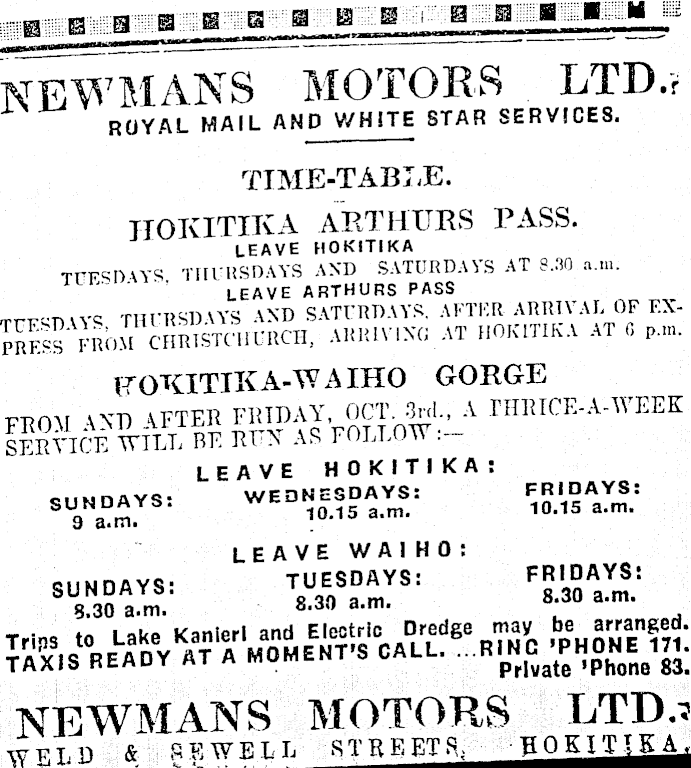 NEWMANS MOTORS LTD.,
ROYAL MAIL AND WHITE STAR SERVICES.
TIME-TABLE.
HOKITIKA ARTHURS PASS.
LEAVE HOKITIKA
TUESDAYS, THURSDAYS AND SATURDAYS AT 8.30 a.m.
LEAVE ARTHURS PASS
TUESDAYS, THURSDAYS AND SATURDAYS, AFTER ARRIVAL OF EX-
PRESS FROM CHRISTCHURCH, ARRIVING AT HOKITIKA AT 6 p.m.
HOKITIKA-WAIHO GORGE
FROM AND AFTER FRIDAY, OCT. 3rd., A THRICE-A-WEEK
SERVICE WILL BE RUN AS FOLLOW:—
LEAVE HOKITIKA:
SUNDAYS: WEDNESDAYS: FRIDAYS:
9 a.m. 10.15 a.m. 10.15 a.m.
LEAVE WAIHO:
SUNDAYS: TUESDAYS: FRIDAYS:
8.30 a.m. 8.30 a.m. 8.30 a.m.
Trips to Lake Kanieri and Electric Dredge may be arranged.
TAXIS READY AT A MOMENT'S CALL. ...RING 'PHONE 171.
Private 'Phone 83.
NEWMANS MOTORS LTD.,
WELD & SEWELL STREETS, HOKITIKA,